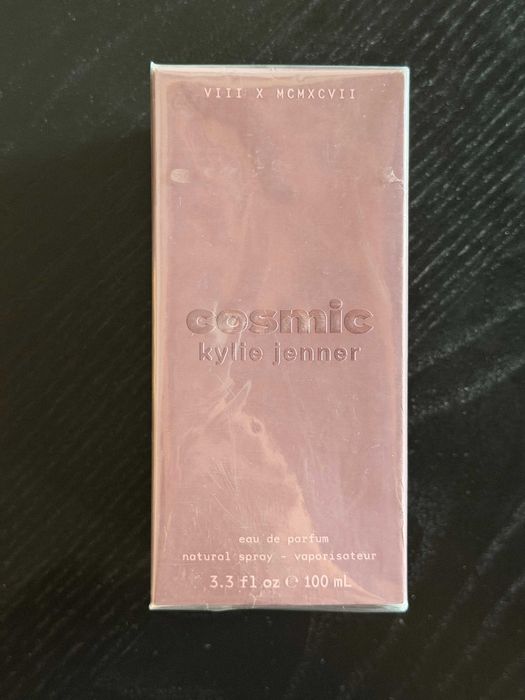 VIII X MCMXCVII
cosmic
kylie jenner
eau de parfum
natural spray - vaporisateur
3.3 fl oz ℮ 100 mL